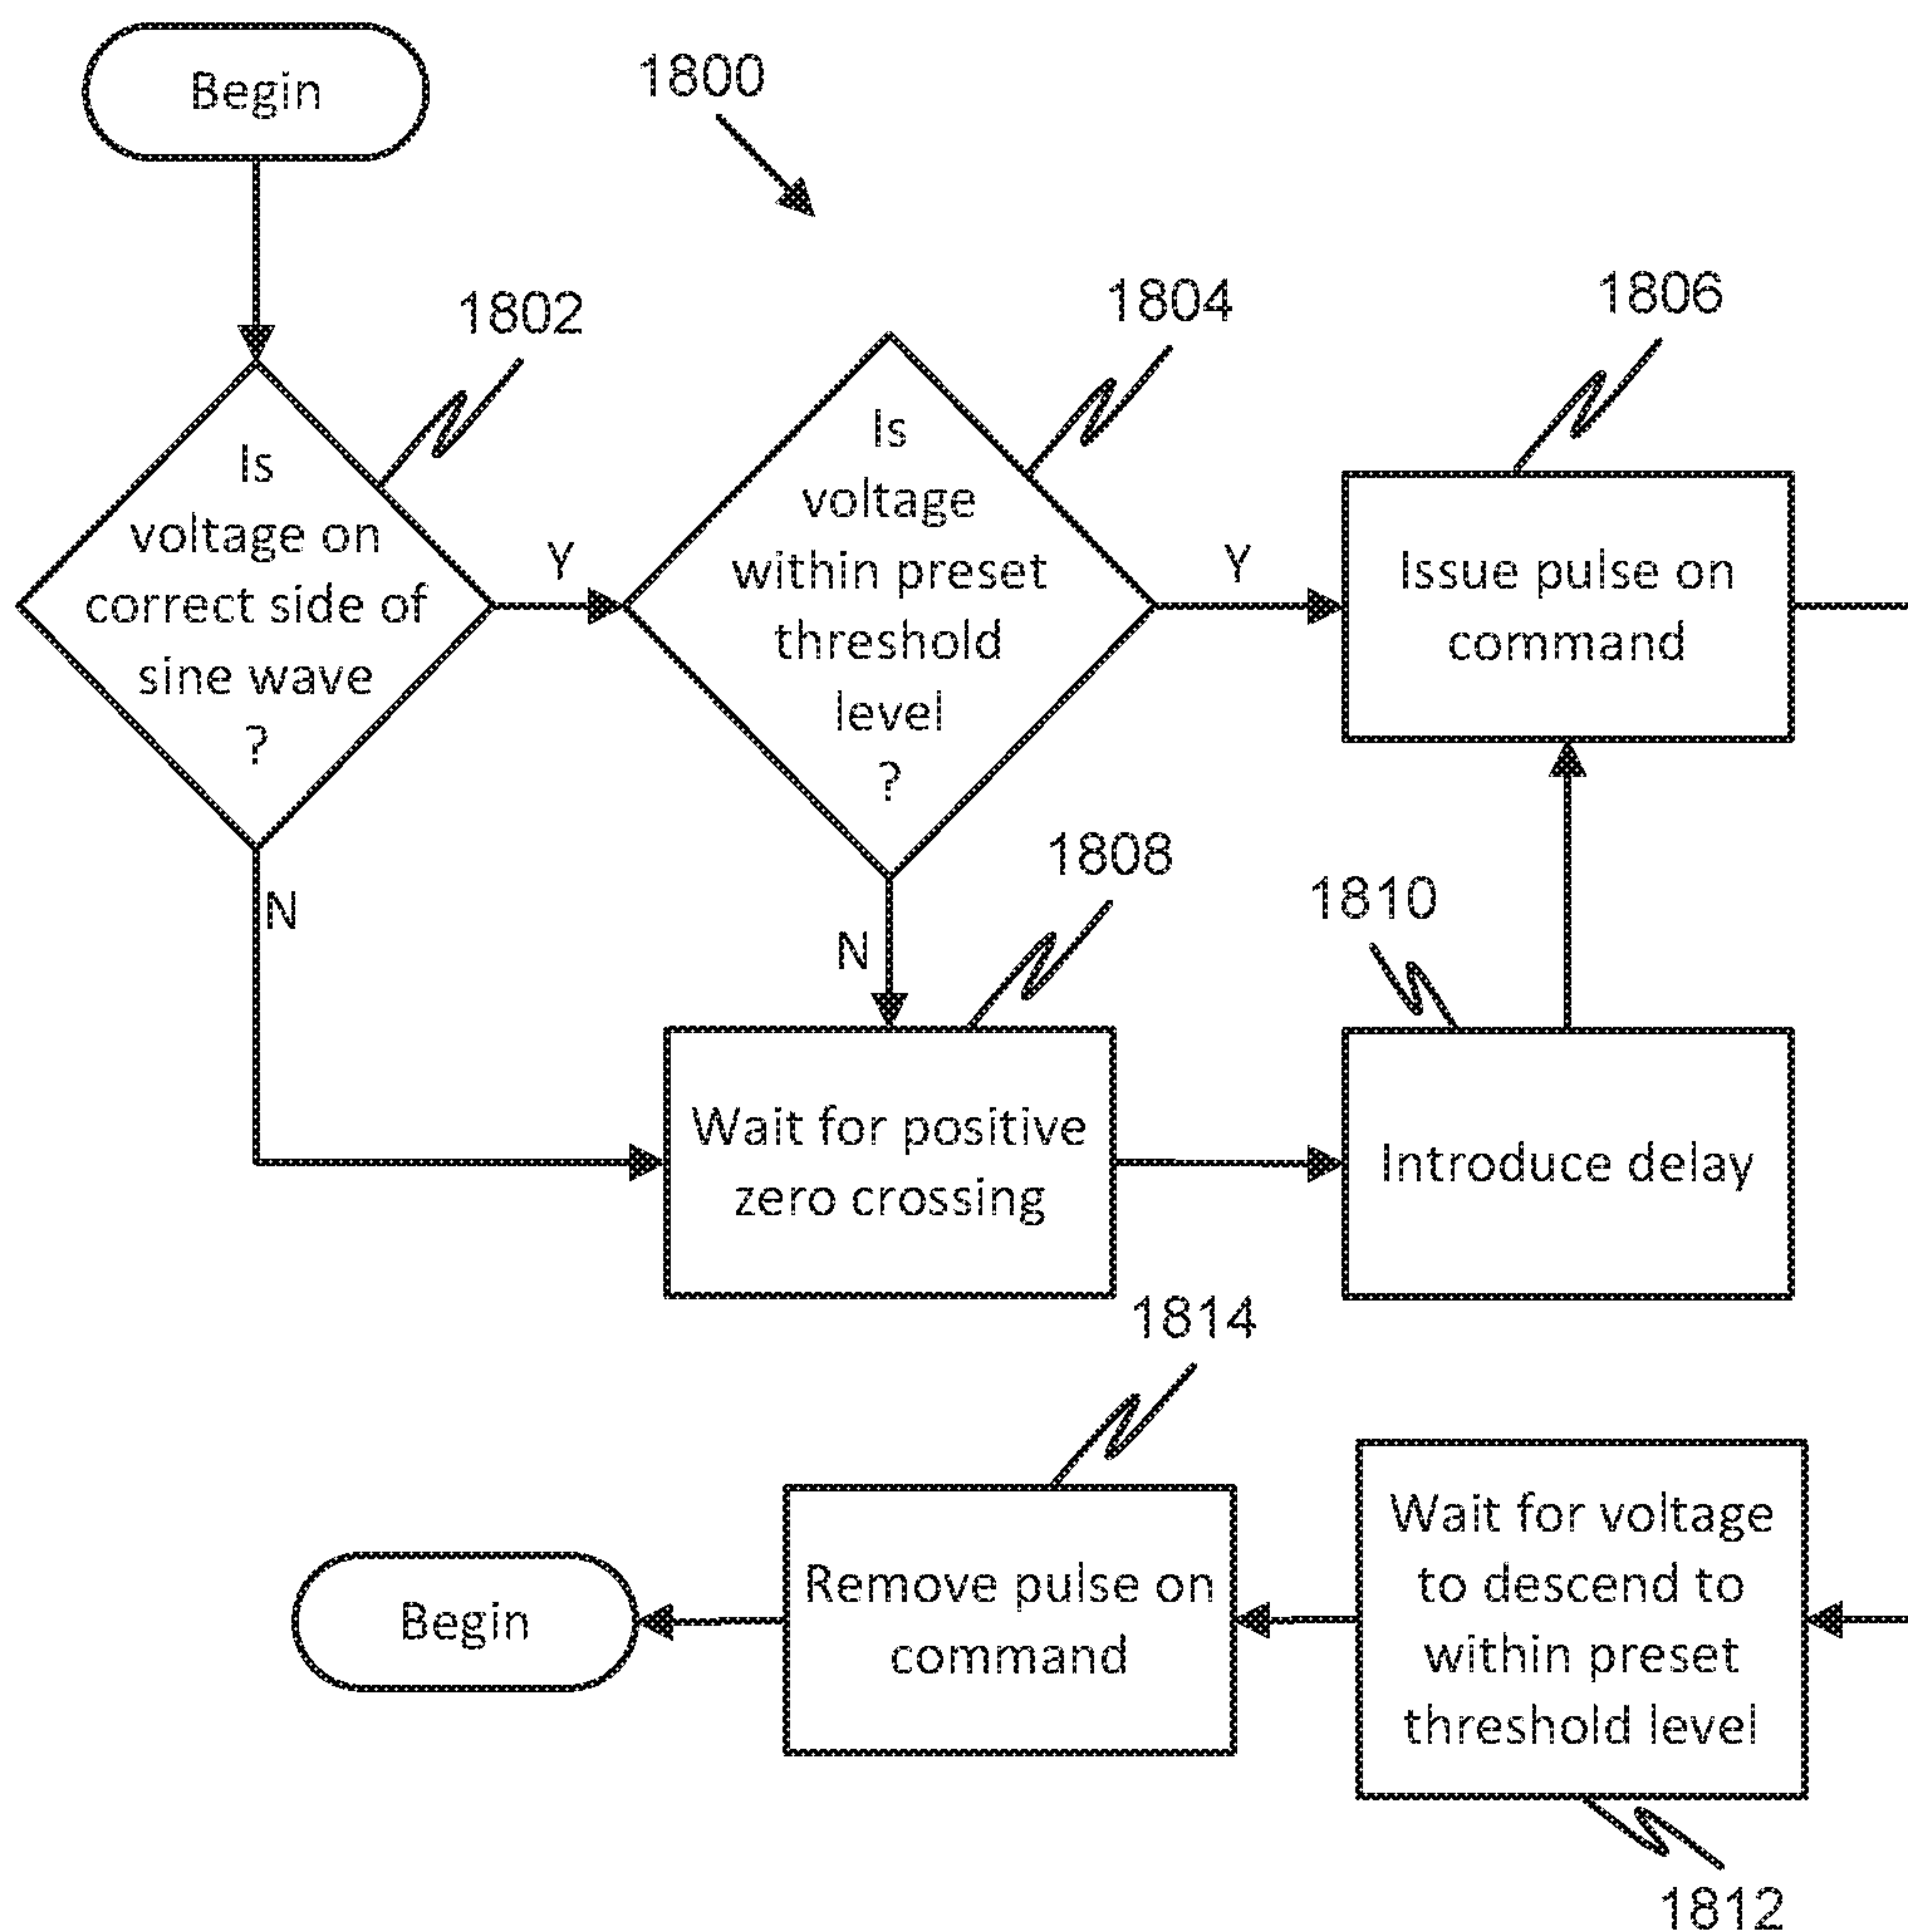 Begin
1800
1802
1804
1806
Is
voltage on
correct side of
sine wave
?
Y
N
Is
voltage
within preset
threshold
level
?
Y
N
Issue pulse on
command
1808
1810
Wait for positive
zero crossing
Introduce delay
1814
Wait for voltage
to descend to
within preset
threshold level
Remove pulse on
command
Begin
1812